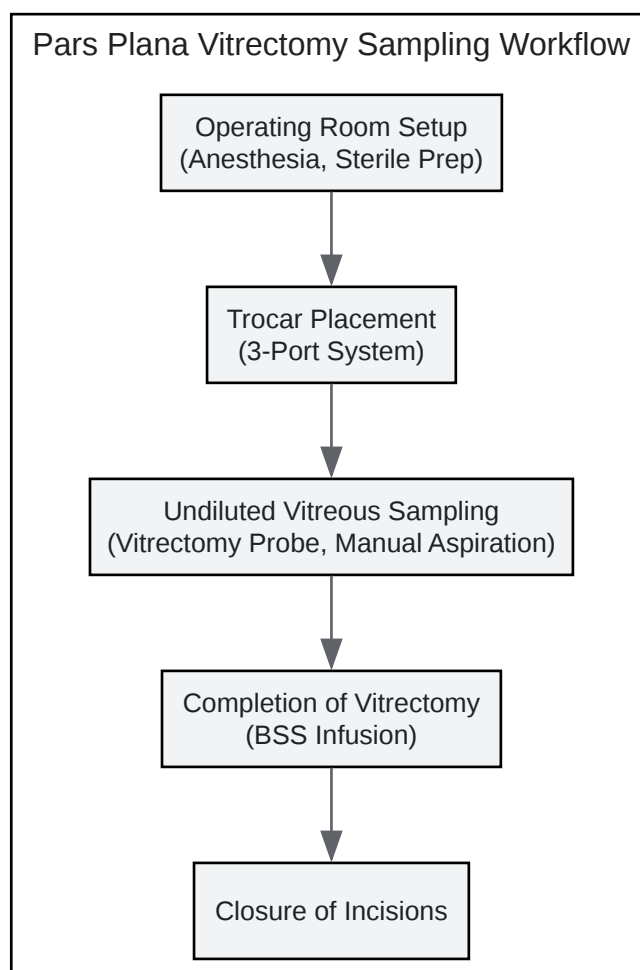 Pars Plana Vitrectomy Sampling Workflow
Operating Room Setup
(Anesthesia, Sterile Prep)
Trocar Placement
(3-Port System)
Undiluted Vitreous Sampling
(Vitrectomy Probe, Manual Aspiration)
Completion of Vitrectomy
(BSS Infusion)
Closure of Incisions